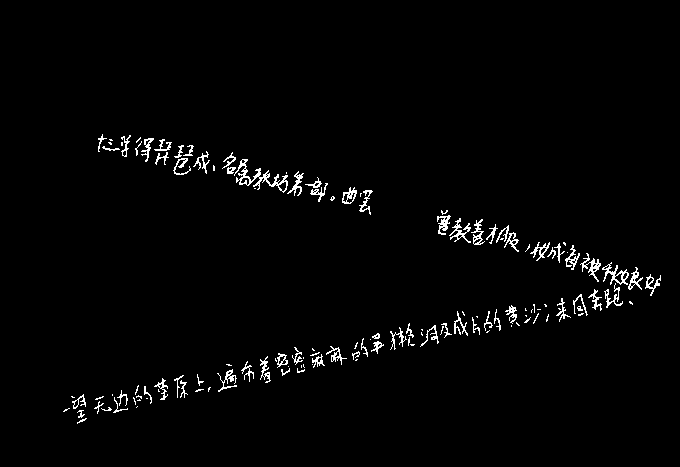 十三学得琵琶成，名属教坊第一部。曲罢
曾教善才服，妆成每被秋娘妒
一望无边的草原上，遍布着密密麻麻的旱獭洞及成片的黄沙；来回奔跑、